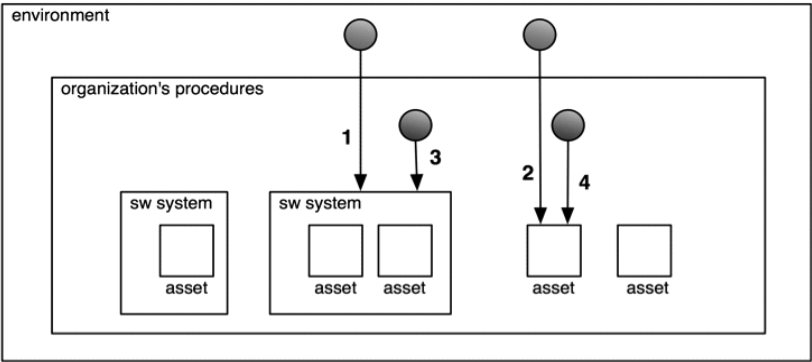 environment
organization's procedures
1
3
2
4
sw system
sw system
asset
asset
asset
asset
asset